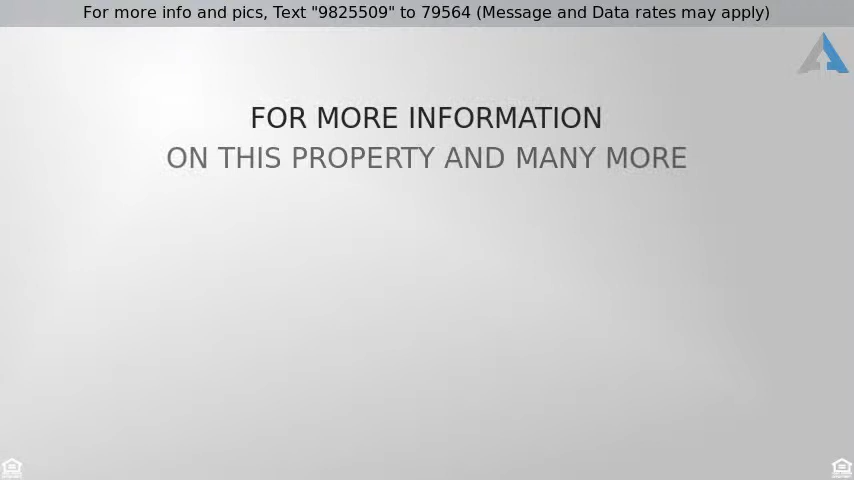 For more info and pics, Text "9825509" to 79564 (Message and Data rates may apply)
FOR MORE INFORMATION
ON THIS PROPERTY AND MANY MORE